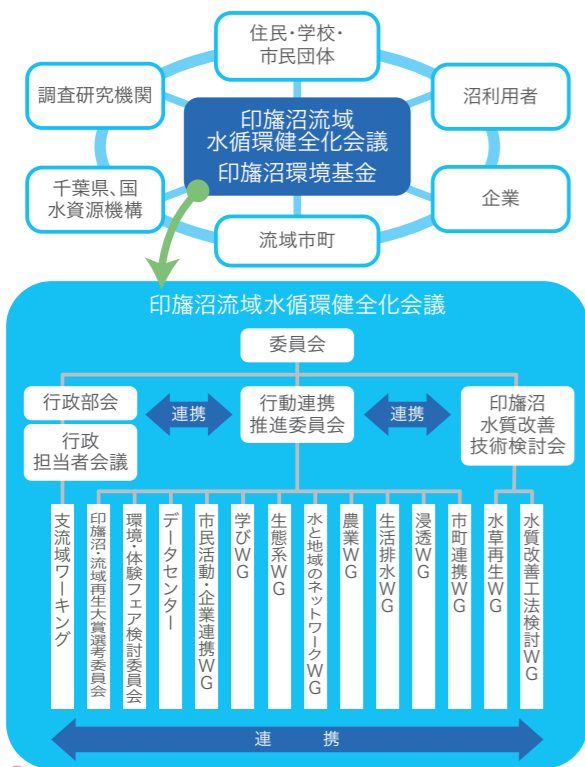 住民・学校・
市民団体
調査研究機関
沼利用者
印旛沼流域
水循環健全化会議
印旛沼環境基金
千葉県、国
水資源機構
企業
流域市町
印旛沼流域水循環健全化会議
委員会
行政部会
連携
行動連携
推進委員会
連携
印旛沼
水質改善
技術検討会
行政
担当者会議
支流域ワーキング
印旛沼・流域再生大賞選考委員会
環境・体験フェア検討委員会
データセンター
市民活動・企業連携WG
学びWG
生態系WG
水と地域のネットワークWG
農業WG
生活排水WG
浸透WG
市町連携WG
水草再生WG
水質改善工法検討WG
連携